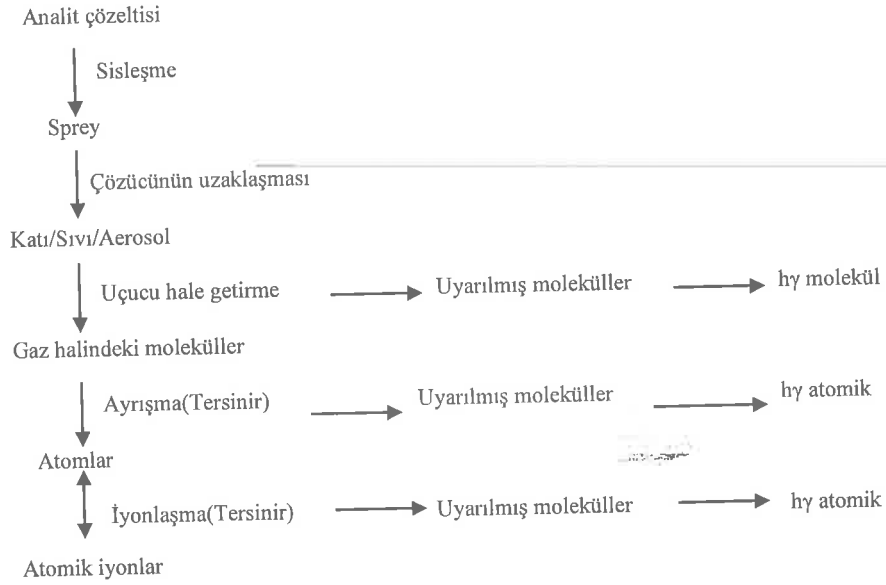 Analit çözeltisi
Sisleşme
Sprey
Çözücünün uzaklaşması
Katı/Sıvı/Aerosol
Uçucu hale getirme Uyarılmış moleküller hγ molekül
Gaz halindeki moleküller
Ayrışma(Tersinir) Uyarılmış moleküller hγ atomik
Atomlar
İyonlaşma(Tersinir) Uyarılmış moleküller hγ atomik
Atomik iyonlar